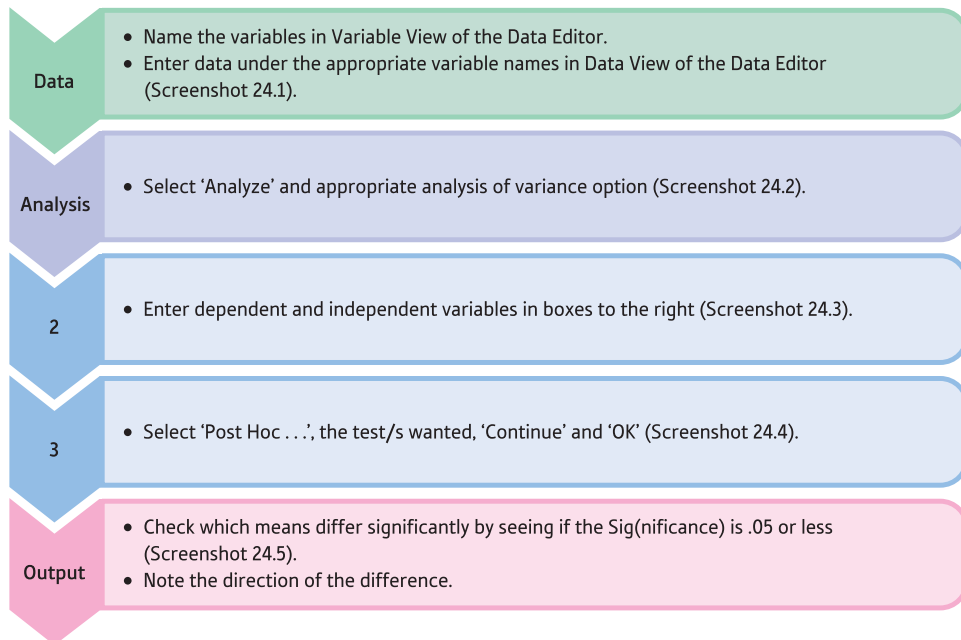 Data
• Name the variables in Variable View of the Data Editor.
• Enter data under the appropriate variable names in Data View of the Data Editor
(Screenshot 24.1).
Analysis
• Select ‘Analyze’ and appropriate analysis of variance option (Screenshot 24.2).
2
• Enter dependent and independent variables in boxes to the right (Screenshot 24.3).
3
• Select ‘Post Hoc . . .’, the test/s wanted, ‘Continue’ and ‘OK’ (Screenshot 24.4).
Output
• Check which means differ significantly by seeing if the Sig(nificance) is .05 or less
(Screenshot 24.5).
• Note the direction of the difference.